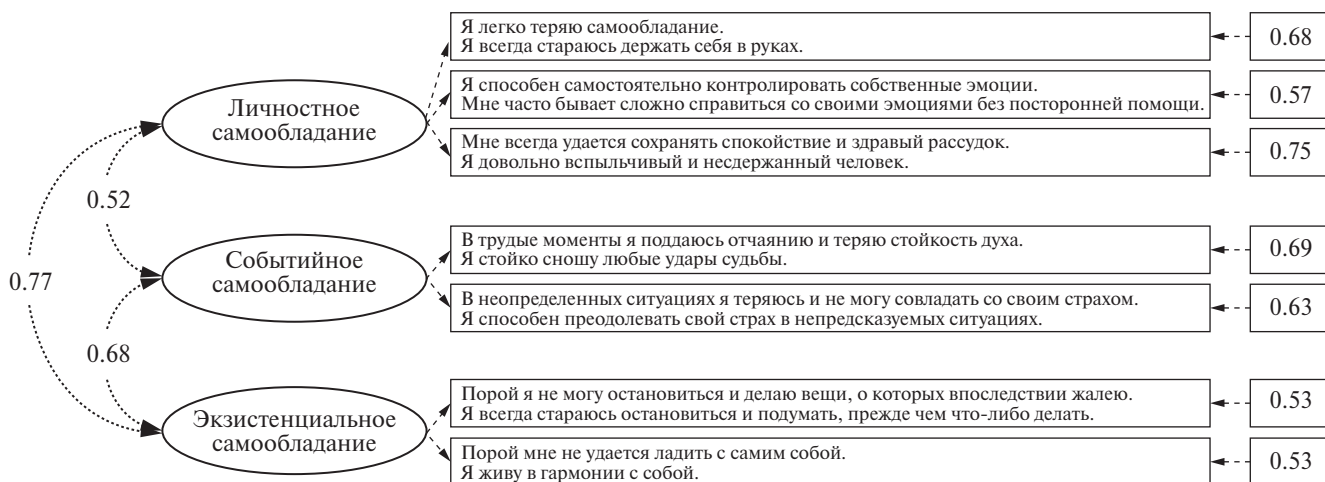 Личностное
самообладание
Событийное
самообладание
Экзистенциальное
самообладание
0.52
0.77
0.68
Я легко теряю самообладание.
Я всегда стараюсь держать себя в руках.
0.68
Я способен самостоятельно контролировать собственные эмоции.
Мне часто бывает сложно справиться со своими эмоциями без посторонней помощи.
0.57
Мне всегда удается сохранять спокойствие и здравый рассудок.
Я довольно вспыльчивый и несдержанный человек.
0.75
В трудые моменты я поддаюсь отчаянию и теряю стойкость духа.
Я стойко сношу любые удары судьбы.
0.69
В неопределенных ситуациях я теряюсь и не могу совладать со своим страхом.
Я способен преодолевать свой страх в непредсказуемых ситуациях.
0.63
Порой я не могу остановиться и делаю вещи, о которых впоследствии жалею.
Я всегда стараюсь остановиться и подумать, прежде чем что-либо делать.
0.53
Порой мне не удается ладить с самим собой.
Я живу в гармонии с собой.
0.53